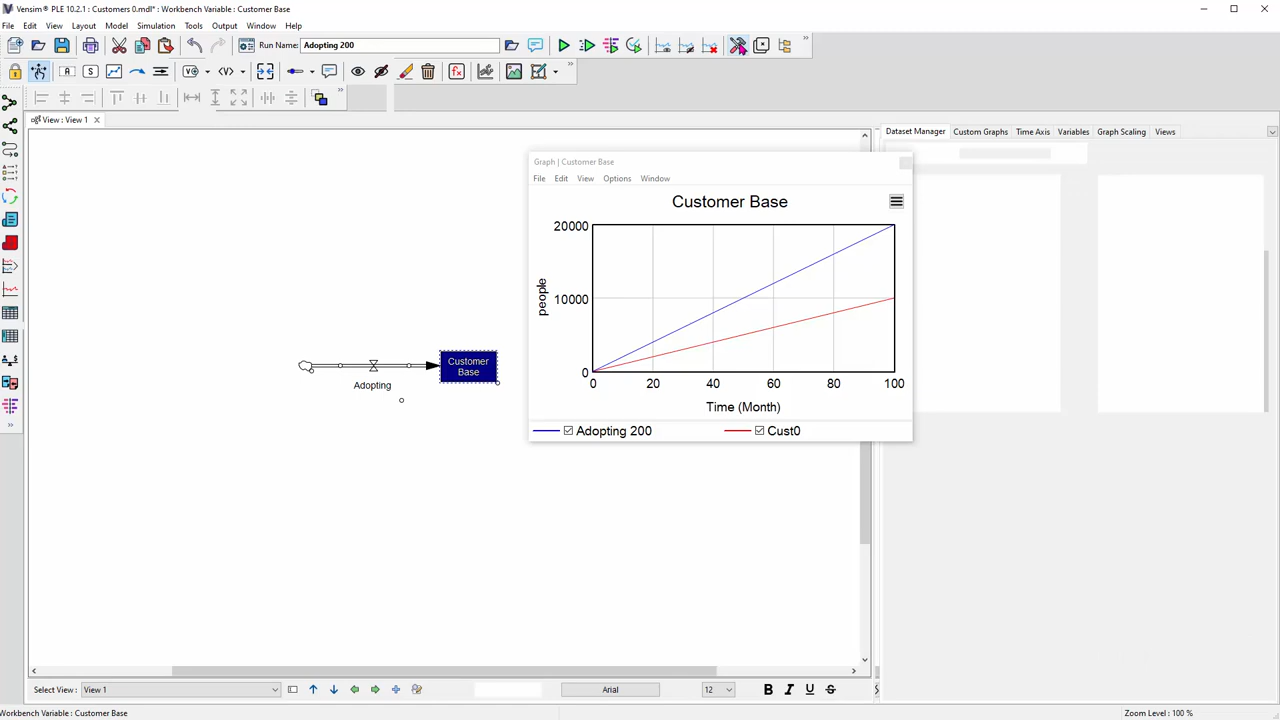 Vensim PLE 10.2.1 : Customers 0.mdl* : Workbench Variable : Customer Base
File Edit View Layout Model Simulation Tools Output Window Help
Run Name: Adopting 200
View : View 1
Dataset Manager Custom Graphs Time Axis Variables Graph Scaling Views
Graph | Customer Base
File Edit View Options Window
Customer Base
20000
10000
0
people
0 20 40 60 80 100
Time (Month)
Adopting 200 Cust0
Adopting
Customer
Base
Select View : View 1 Arial 12 B I U S
Workbench Variable : Customer Base Zoom Level : 100 %